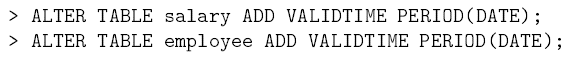 > ALTER TABLE salary ADD VALIDTIME PERIOD(DATE);
> ALTER TABLE employee ADD VALIDTIME PERIOD(DATE);